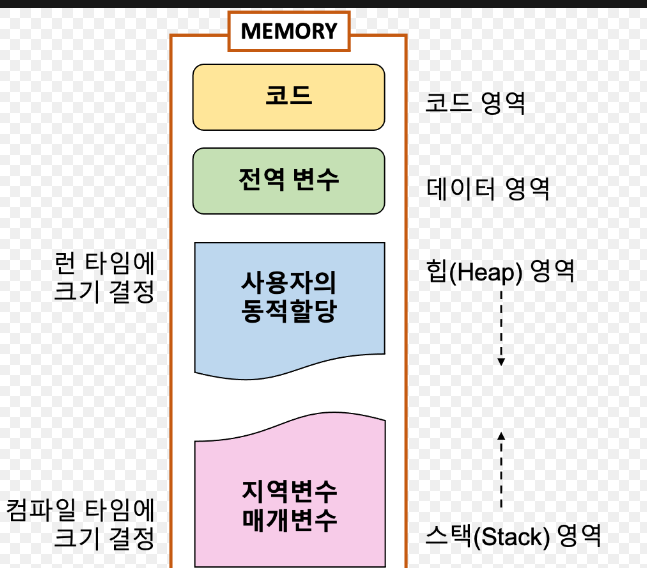 MEMORY
코드
코드 영역
전역 변수
데이터 영역
런 타임에
크기 결정
사용자의
동적할당
힙(Heap) 영역
컴파일 타임에
크기 결정
지역변수
매개변수
스택(Stack) 영역